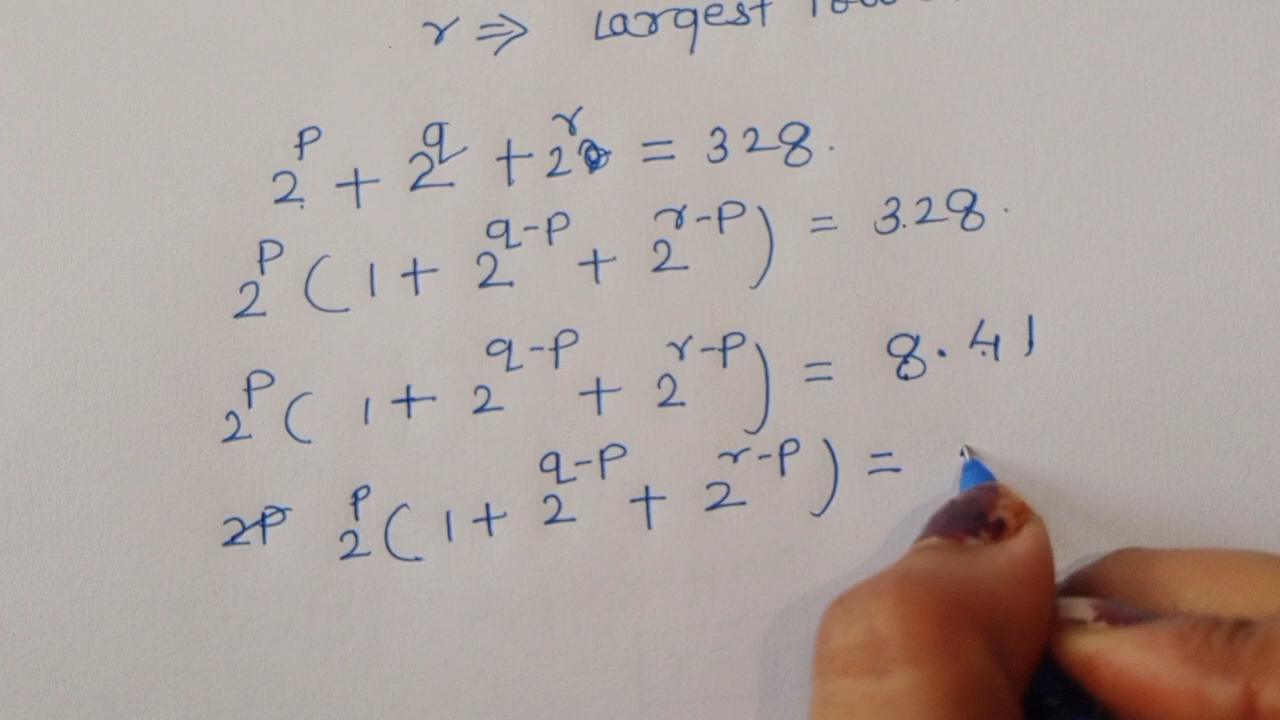 r ⇒ Largest
2^p + 2^q + 2^r = 328.
2^p (1 + 2^{q-p} + 2^{r-p}) = 328.
2^p ( 1 + 2^{q-p} + 2^{r-p}) = 8.41
2p 2^p (1 + 2^{q-p} + 2^{r-p}) =